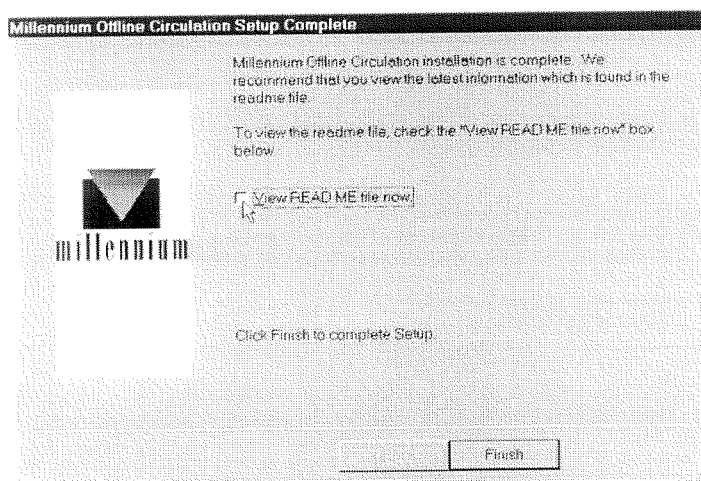 Millennium Offline Circulation Setup Complete
Millennium Offline Circulation installation is complete. We
recommend that you view the latest information which is found in the
readme file.
To view the readme file, check the "View READ ME file now" box
below.
View READ ME file now
millennium
Click Finish to complete Setup.
Finish